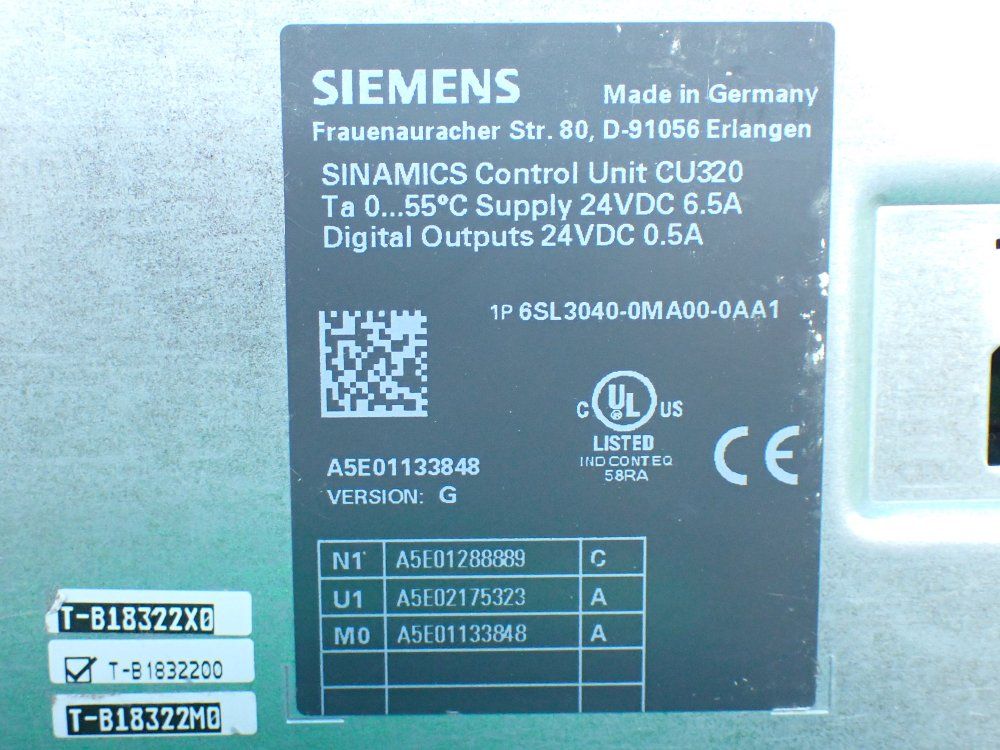 SIEMENS
Made in Germany
Frauenauracher Str. 80, D-91056 Erlangen
SINAMICS Control Unit CU320
Ta 0...55°C Supply 24VDC 6.5A
Digital Outputs 24VDC 0.5A
1P 6SL3040-0MA00-0AA1
C UL ® US
LISTED
IND CONT EQ
58RA
CE
A5E01133848
VERSION: G
N1 A5E01288889 C
U1 A5E02175323 A
M0 A5E01133848 A
T-B18322X0
T-B1832200
T-B18322M0